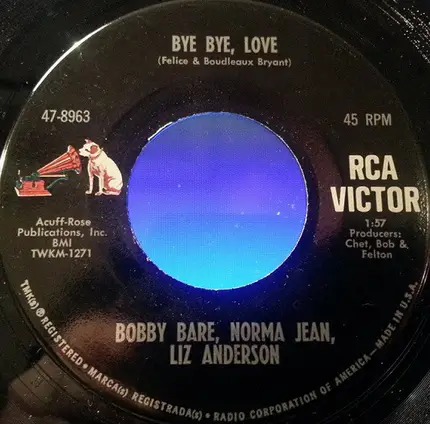 BYE BYE, LOVE
(Felice & Boudleaux Bryant)
47-8963
45 RPM
RCA
VICTOR
Acuff-Rose
Publications, Inc.
BMI
TWKM-1271
1:57
Producers:
Chet, Bob &
Felton
BOBBY BARE, NORMA JEAN,
LIZ ANDERSON
TMK(s)® REGISTERED • MARCA(s) REGISTRADA(s) • RADIO CORPORATION OF AMERICA—MADE IN U.S.A.